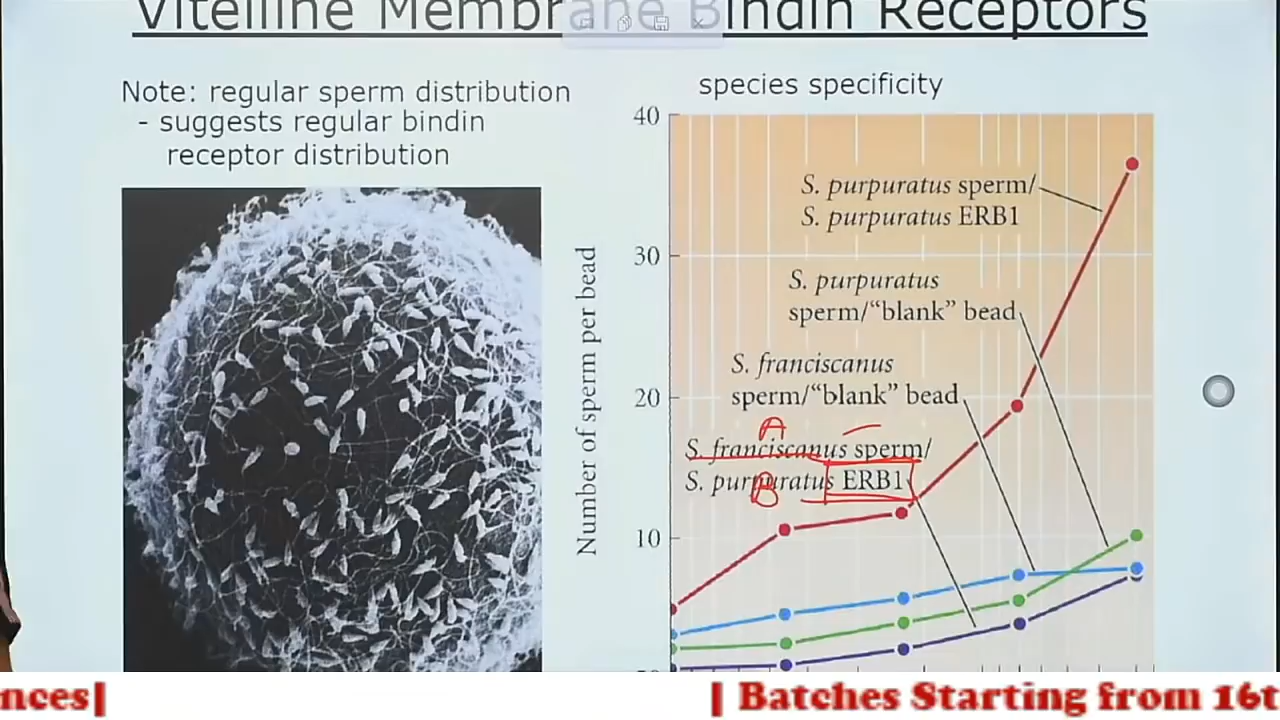 Vitelline Membrane Bindin Receptors
Note: regular sperm distribution
- suggests regular bindin
receptor distribution
species specificity
Number of sperm per bead
40
30
20
10
S. purpuratus sperm/
S. purpuratus ERB1
S. purpuratus
sperm/"blank" bead
S. franciscanus
sperm/"blank" bead
A
S. franciscanus sperm/
S. purpuratus ERB1
B
nces|
| Batches Starting from 16t